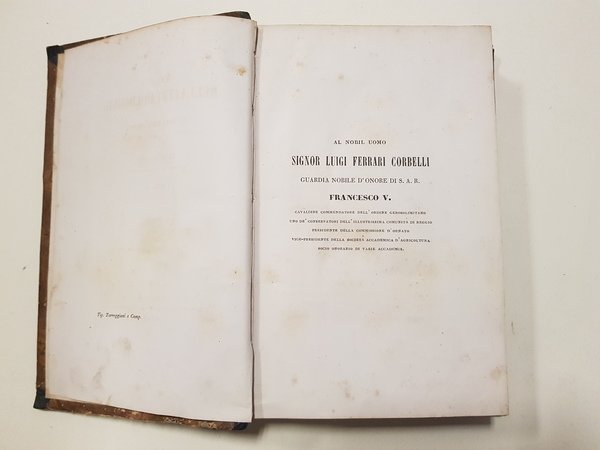 Tip. Torreggiani e Comp.
AL NOBIL UOMO
SIGNOR LUIGI FERRARI CORBELLI
GUARDIA NOBILE D'ONORE DI S. A. R.
FRANCESCO V.
CAVALIERE COMMENDATORE DELL'ORDINE GEROSOLIMITANO
UNO DE' CONSERVATORI DELL'ILLUSTRISSIMA COMUNITÀ DI REGGIO
PRESIDENTE DELLA COMMISSIONE D'ORNATO
VICE-PRESIDENTE DELLA SOCIETÀ ACCADEMICA D'AGRICOLTURA
SOCIO ONORARIO DI VARIE ACCADEMIE.